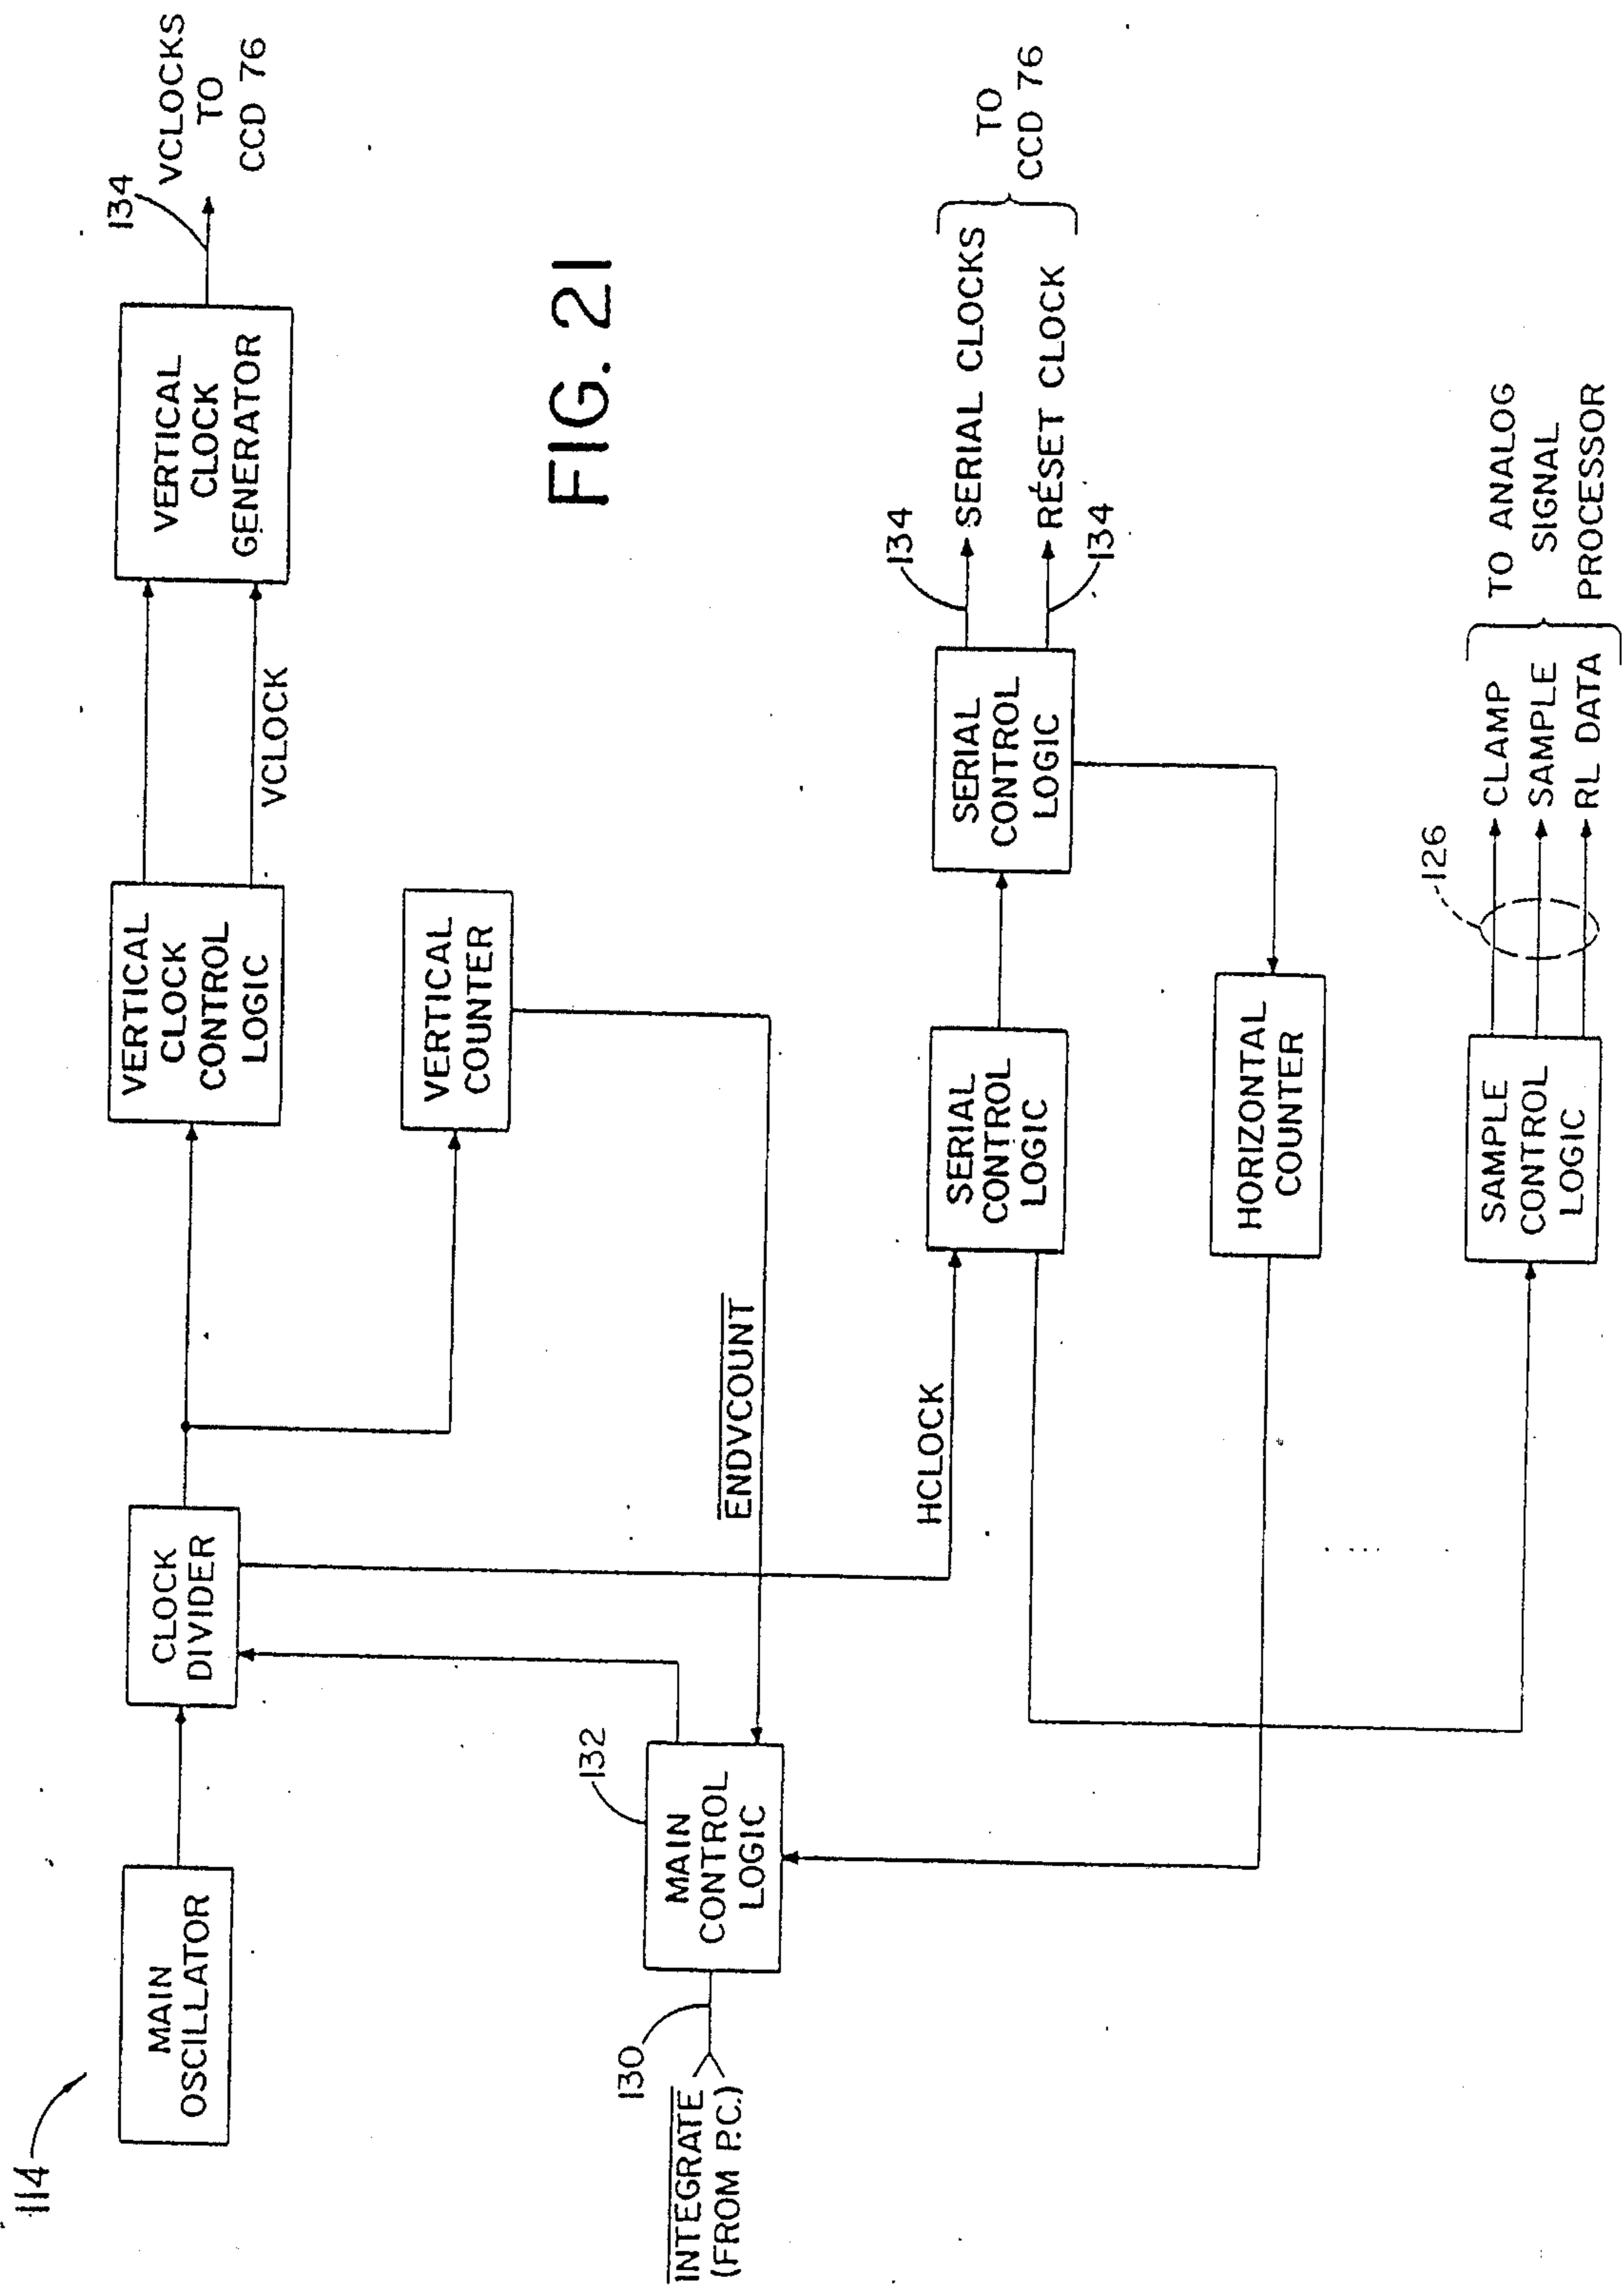 114
MAIN
OSCILLATOR
CLOCK
DIVIDER
VERTICAL
CLOCK
CONTROL
LOGIC
VCLOCK
VERTICAL
CLOCK
GENERATOR
134
VCLOCKS
TO
CCD 76
VERTICAL
COUNTER
FIG. 21
ENDVCOUNT
INTEGRATE
(FROM P.C.)
130
132
MAIN
CONTROL
LOGIC
HCLOCK
SERIAL
CONTROL
LOGIC
SERIAL
CONTROL
LOGIC
134
SERIAL CLOCKS
RESET CLOCK
134
TO
CCD 76
HORIZONTAL
COUNTER
SAMPLE
CONTROL
LOGIC
126
CLAMP
SAMPLE
RL DATA
TO ANALOG
SIGNAL
PROCESSOR